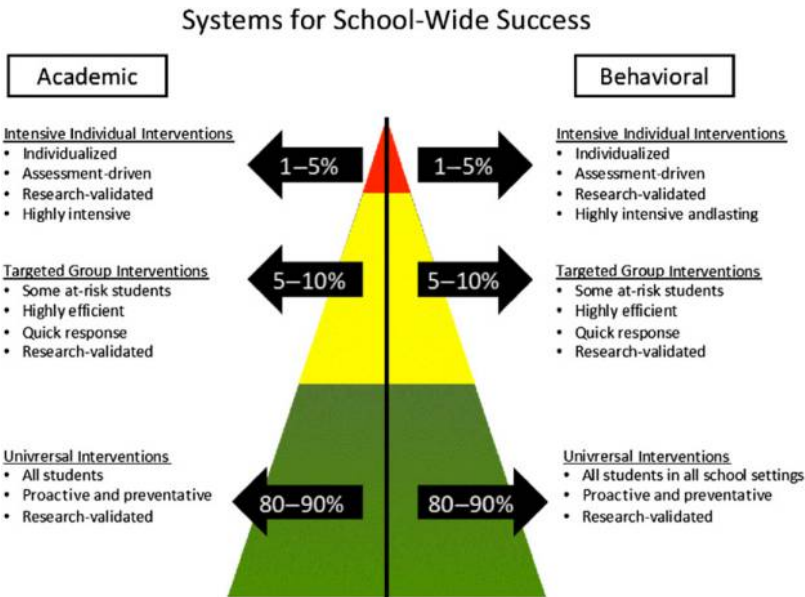 Systems for School-Wide Success
Academic
Behavioral
Intensive Individual Interventions
• Individualized
• Assessment-driven
• Research-validated
• Highly intensive
1–5%
1–5%
Intensive Individual Interventions
• Individualized
• Assessment-driven
• Research-validated
• Highly intensive andlasting
Targeted Group Interventions
• Some at-risk students
• Highly efficient
• Quick response
• Research-validated
5–10%
5–10%
Targeted Group Interventions
• Some at-risk students
• Highly efficient
• Quick response
• Research-validated
Univrersal Interventions
• All students
• Proactive and preventative
• Research-validated
80–90%
80–90%
Univrersal Interventions
• All students in all school settings
• Proactive and preventative
• Research-validated